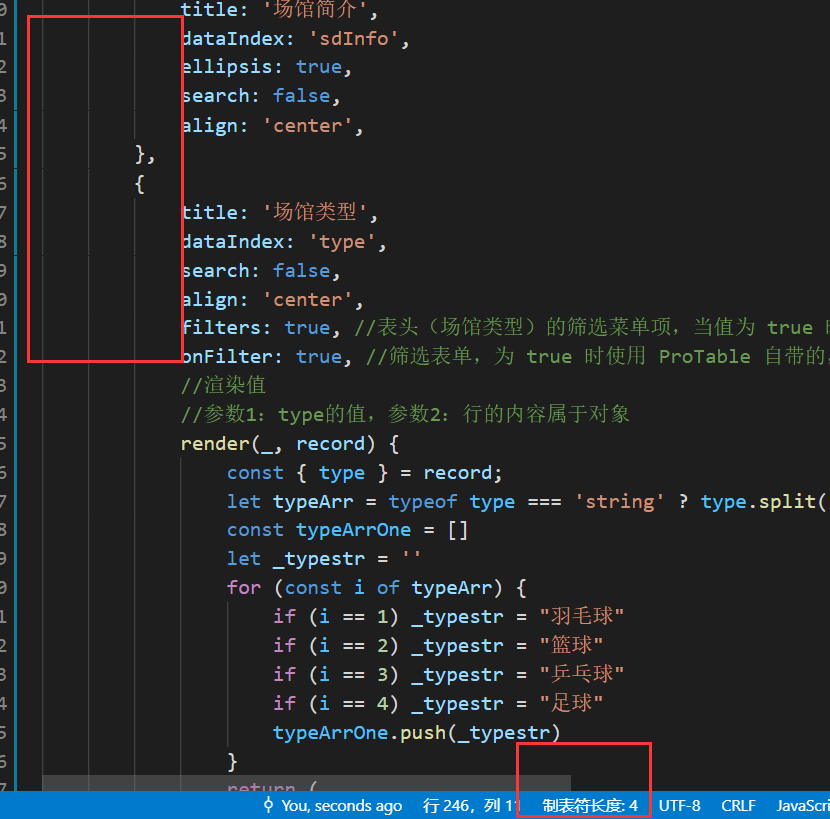 0 title: '场馆简介',
1 dataIndex: 'sdInfo',
2 ellipsis: true,
3 search: false,
4 align: 'center',
5 },
6 {
7 title: '场馆类型',
8 dataIndex: 'type',
9 search: false,
0 align: 'center',
1 filters: true, //表头（场馆类型）的筛选菜单项，当值为 true
2 onFilter: true, //筛选表单，为 true 时使用 ProTable 自带的，
3 //渲染值
4 //参数1：type的值，参数2：行的内容属于对象
5 render(_, record) {
6 const { type } = record;
7 let typeArr = typeof type === 'string' ? type.split(
8 const typeArrOne = []
9 let _typestr = ''
0 for (const i of typeArr) {
1 if (i == 1) _typestr = "羽毛球"
2 if (i == 2) _typestr = "篮球"
3 if (i == 3) _typestr = "乒乓球"
4 if (i == 4) _typestr = "足球"
5 typeArrOne.push(_typestr)
6 }
7 return (
You, seconds ago 行 246，列 11 制表符长度: 4 UTF-8 CRLF JavaScri